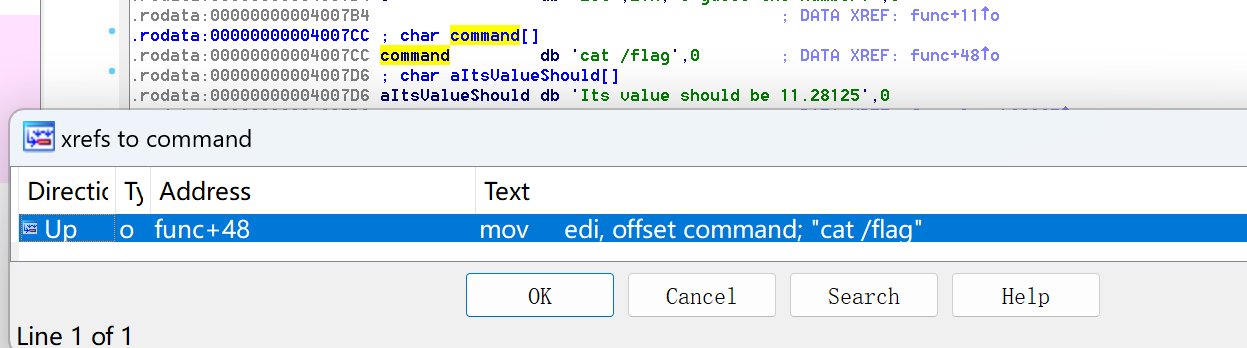 .rodata:00000000004007B4 ; DATA XREF: func+11↑o
.rodata:00000000004007CC ; char command[]
.rodata:00000000004007CC command db 'cat /flag',0 ; DATA XREF: func+48↑o
.rodata:00000000004007D6 ; char aItsValueShould[]
.rodata:00000000004007D6 aItsValueShould db 'Its value should be 11.28125',0
xrefs to command
Directic Ty Address Text
Up o func+48 mov edi, offset command; "cat /flag"
OK Cancel Search Help
Line 1 of 1